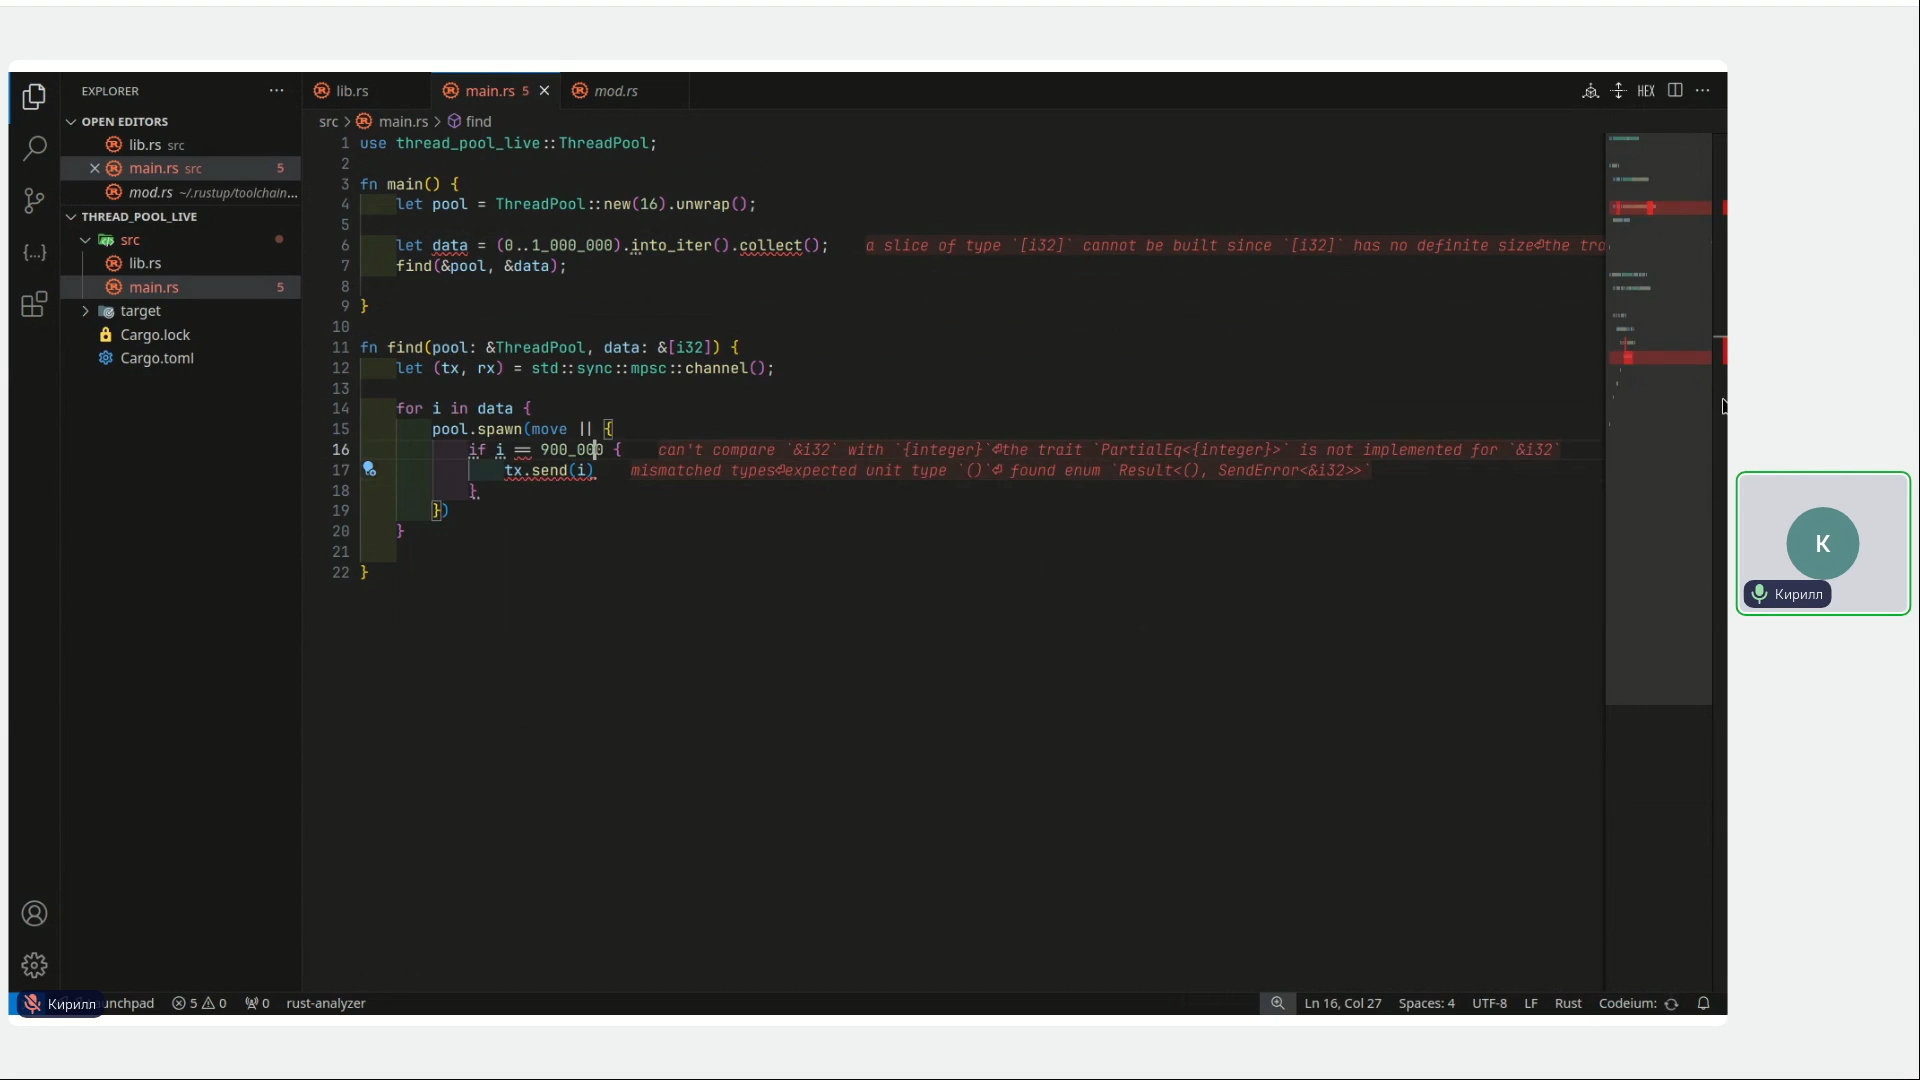 EXPLORER
lib.rs
main.rs 5
mod.rs
HEX
OPEN EDITORS
lib.rs src
main.rs src 5
mod.rs ~/.rustup/toolchain...
THREAD_POOL_LIVE
src
lib.rs
main.rs 5
target
Cargo.lock
Cargo.toml
src > main.rs > find
1 use thread_pool_live::ThreadPool;
2
3 fn main() {
4 let pool = ThreadPool::new(16).unwrap();
5
6 let data = (0..1_000_000).into_iter().collect(); a slice of type `[i32]` cannot be built since `[i32]` has no definite size⏎the tra
7 find(&pool, &data);
8
9 }
10
11 fn find(pool: &ThreadPool, data: &[i32]) {
12 let (tx, rx) = std::sync::mpsc::channel();
13
14 for i in data {
15 pool.spawn(move || {
16 if i == 900_000 { can't compare `&i32` with `{integer}`⏎the trait `PartialEq<{integer}>` is not implemented for `&i32`
17 tx.send(i) mismatched types⏎expected unit type `()`⏎ found enum `Result<(), SendError<&i32>>`
18 }
19 })
20 }
21
22 }
K
Кирилл
Кирилл
unchpad 5 0 0 rust-analyzer
Ln 16, Col 27 Spaces: 4 UTF-8 LF Rust Codeium: